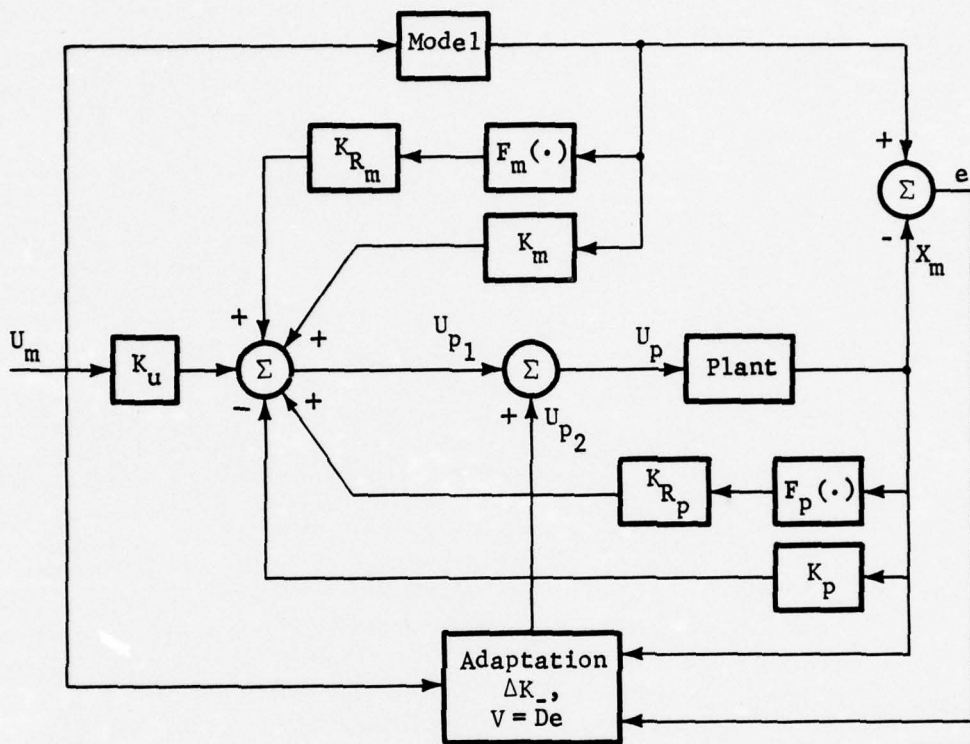 Model
K_{R_m}
F_m(·)
+
Σ
e
K_m
-
X_m
U_m
+
+
U_{p_1}
U_p
K_u
Σ
Σ
Plant
-
+
+
U_{p_2}
K_{R_p}
F_p(·)
K_p
Adaptation
ΔK_-,
V = De